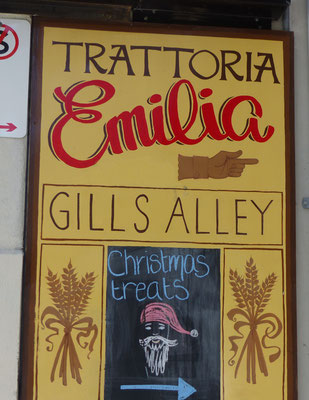 TRATTORIA
Emilia
GILLS ALLEY
Christmas
treats